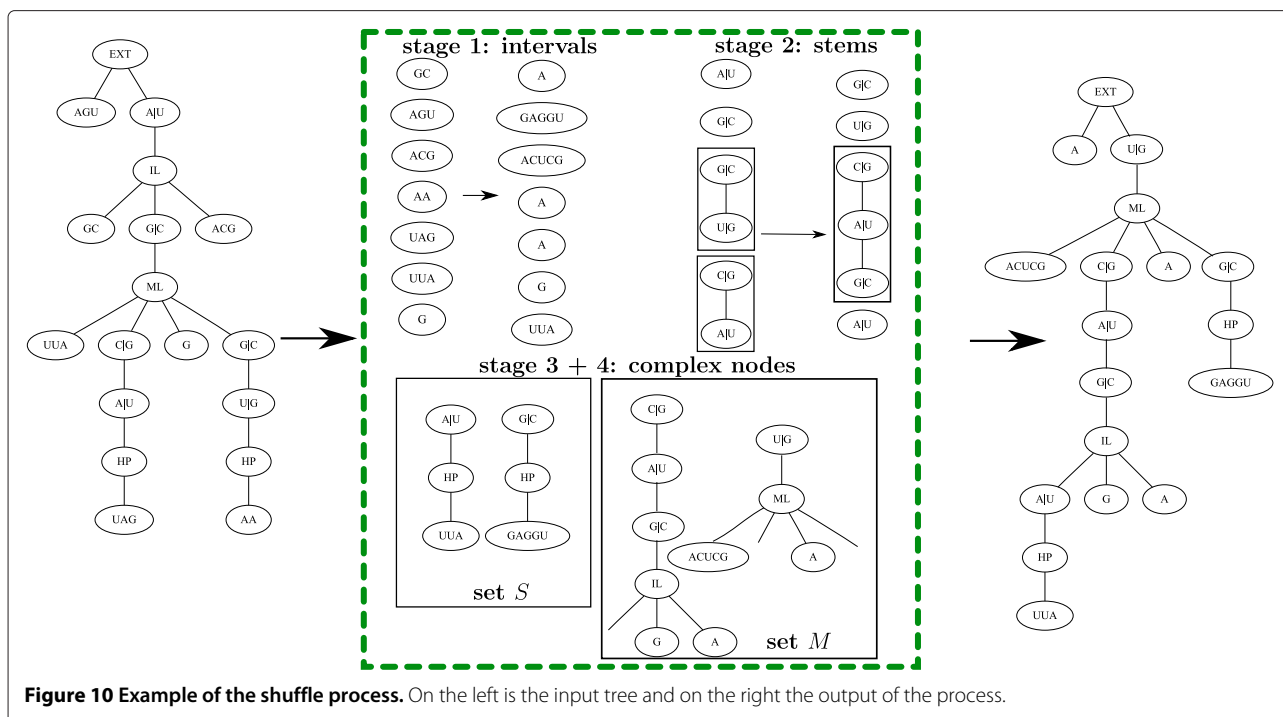 EXT
AGU A|U
IL
GC G|C ACG
ML
UUA C|G G G|C
A|U U|G
HP HP
UAG AA
stage 1: intervals
GC A
AGU GAGGU
ACG ACUCG
AA A
UAG A
UUA G
G UUA
stage 2: stems
A|U G|C
G|C U|G
G|C C|G
U|G A|U
C|G G|C
A|U A|U
stage 3 + 4: complex nodes
A|U G|C
HP HP
UUA GAGGU
set S
C|G
A|U U|G
G|C ML
IL ACUCG A
G A
set M
EXT
A U|G
ML
ACUCG C|G A G|C
A|U HP
G|C GAGGU
IL
A|U G A
HP
UUA
Figure 10 Example of the shuffle process. On the left is the input tree and on the right the output of the process.